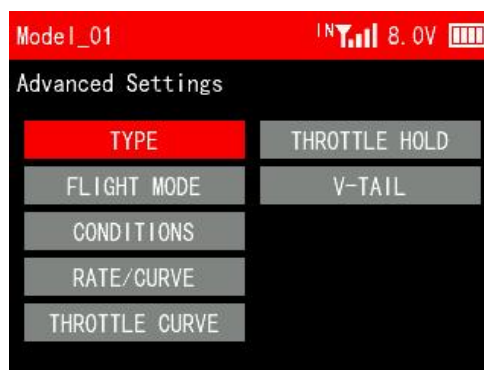 Model_01 IN 8.0V
Advanced Settings
TYPE
THROTTLE HOLD
FLIGHT MODE
V-TAIL
CONDITIONS
RATE/CURVE
THROTTLE CURVE